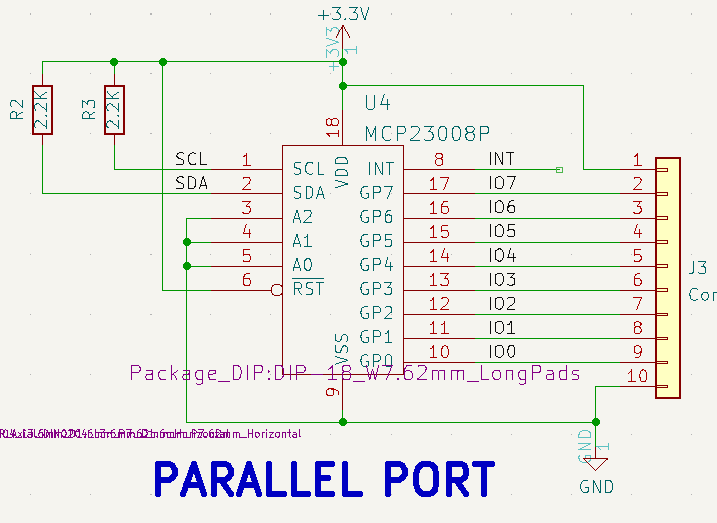 +3.3V
+3V3
1
U4
MCP23008P
R2
2.2K
R3
2.2K
18
VDD
SCL 1 SCL INT 8 INT 1
SDA 2 SDA GP7 17 IO7 2
3 A2 GP6 16 IO6 3
4 A1 GP5 15 IO5 4
5 A0 GP4 14 IO4 5
6 RST GP3 13 IO3 6
GP2 12 IO2 7
GP1 11 IO1 8
GP0 10 IO0 9
10
J3
Cor
VSS
9
Package_DIP:DIP-18_W7.62mm_LongPads
GND
1
GND
PARALLEL PORT